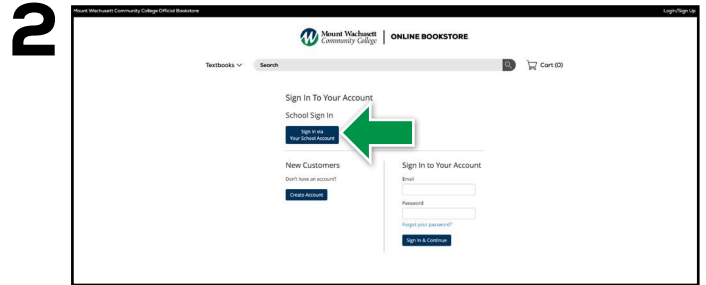 2
Mount Wachusett Community College Official Bookstore
Login/Sign Up
Mount Wachusett
Community College
ONLINE BOOKSTORE
Textbooks
Search
Cart (0)
Sign In To Your Account
School Sign In
Sign in via
Your School Account
New Customers
Don't have an account?
Create Account
Sign In to Your Account
Email
Password
Forgot your password?
Sign In & Continue